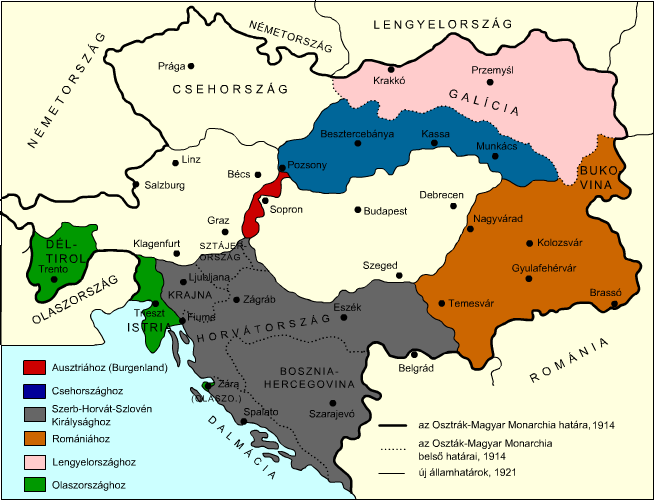 NÉMETORSZÁG
NÉMETORSZÁG
LENGYELORSZÁG
Prága
CSEHORSZÁG
Krakkó
Przemyśl
GALÍCIA
Besztercebánya
Kassa
Munkács
Linz
Salzburg
Bécs
Pozsony
BUKO
VINA
Sopron
Budapest
Debrecen
Nagyvárad
Graz
SZTÁJER
ORSZÁG
Klagenfurt
DÉL-
TIROL
Trento
OLASZORSZÁG
Kolozsvár
Gyulafehérvár
Szeged
Ljubljana
KRAJNA
Zágráb
Temesvár
Brassó
Trieszt
ISTRIA
Fiume
HORVÁTORSZÁG
Eszék
Belgrád
ROMÁNIA
BOSZNIA-
HERCEGOVINA
Zára
(OLASZO.)
Szarajevó
Spalato
DALMÁCIA
Ausztriához (Burgenland)
Csehországhoz
Szerb-Horvát-Szlovén
Királysághoz
Romániához
Lengyelországhoz
Olaszországhoz
az Osztrák-Magyar Monarchia határa, 1914
az Oszták-Magyar Monarchia
belső határai, 1914
új államhatárok, 1921